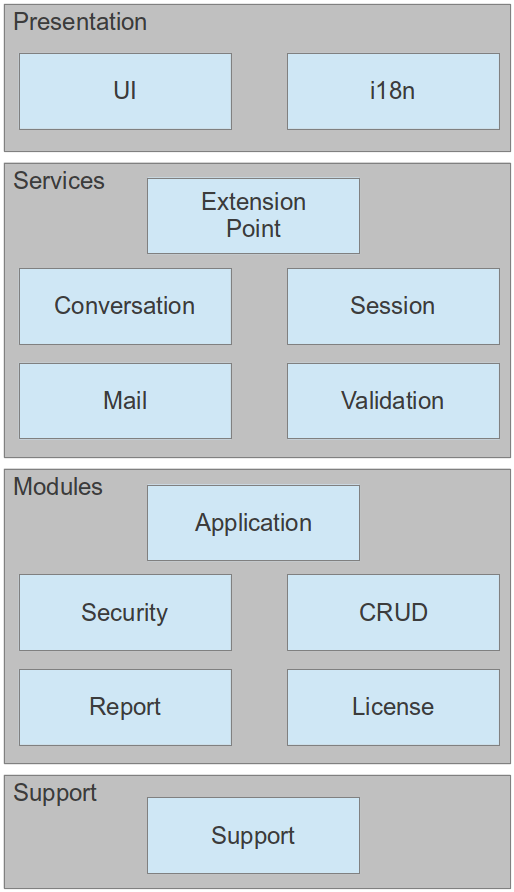 Presentation
UI
i18n
Services
Extension
Point
Conversation
Session
Mail
Validation
Modules
Application
Security
CRUD
Report
License
Support
Support